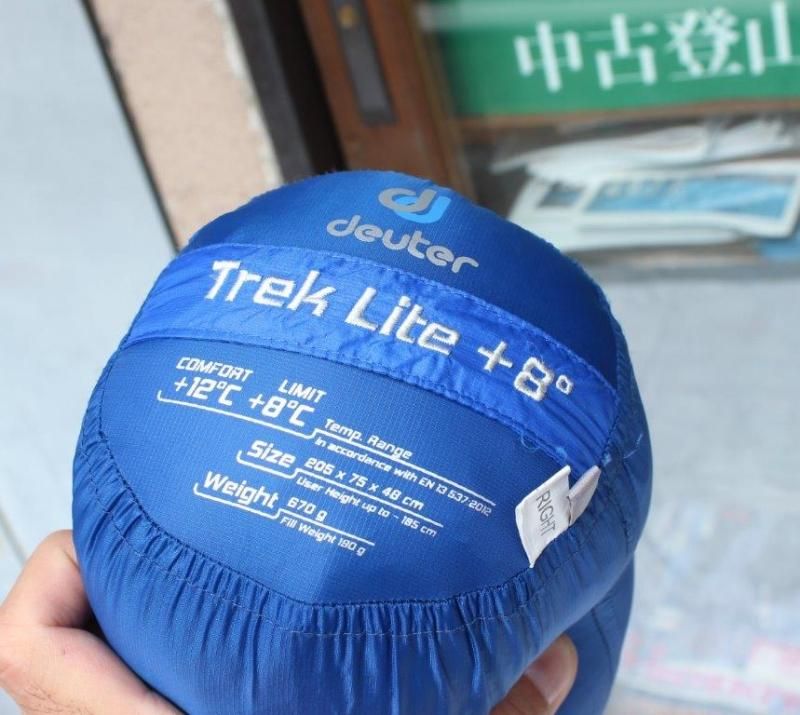 中古登山
deuter
Trek Lite +8°
COMFORT LIMIT
+12°C +8°C Temp. Range
In accordance with EN 13 537:2012
Size 205 x 75 x 48 cm
User Height up to - 185 cm
Weight 670 g
Fill Weight 180 g
RIGHT